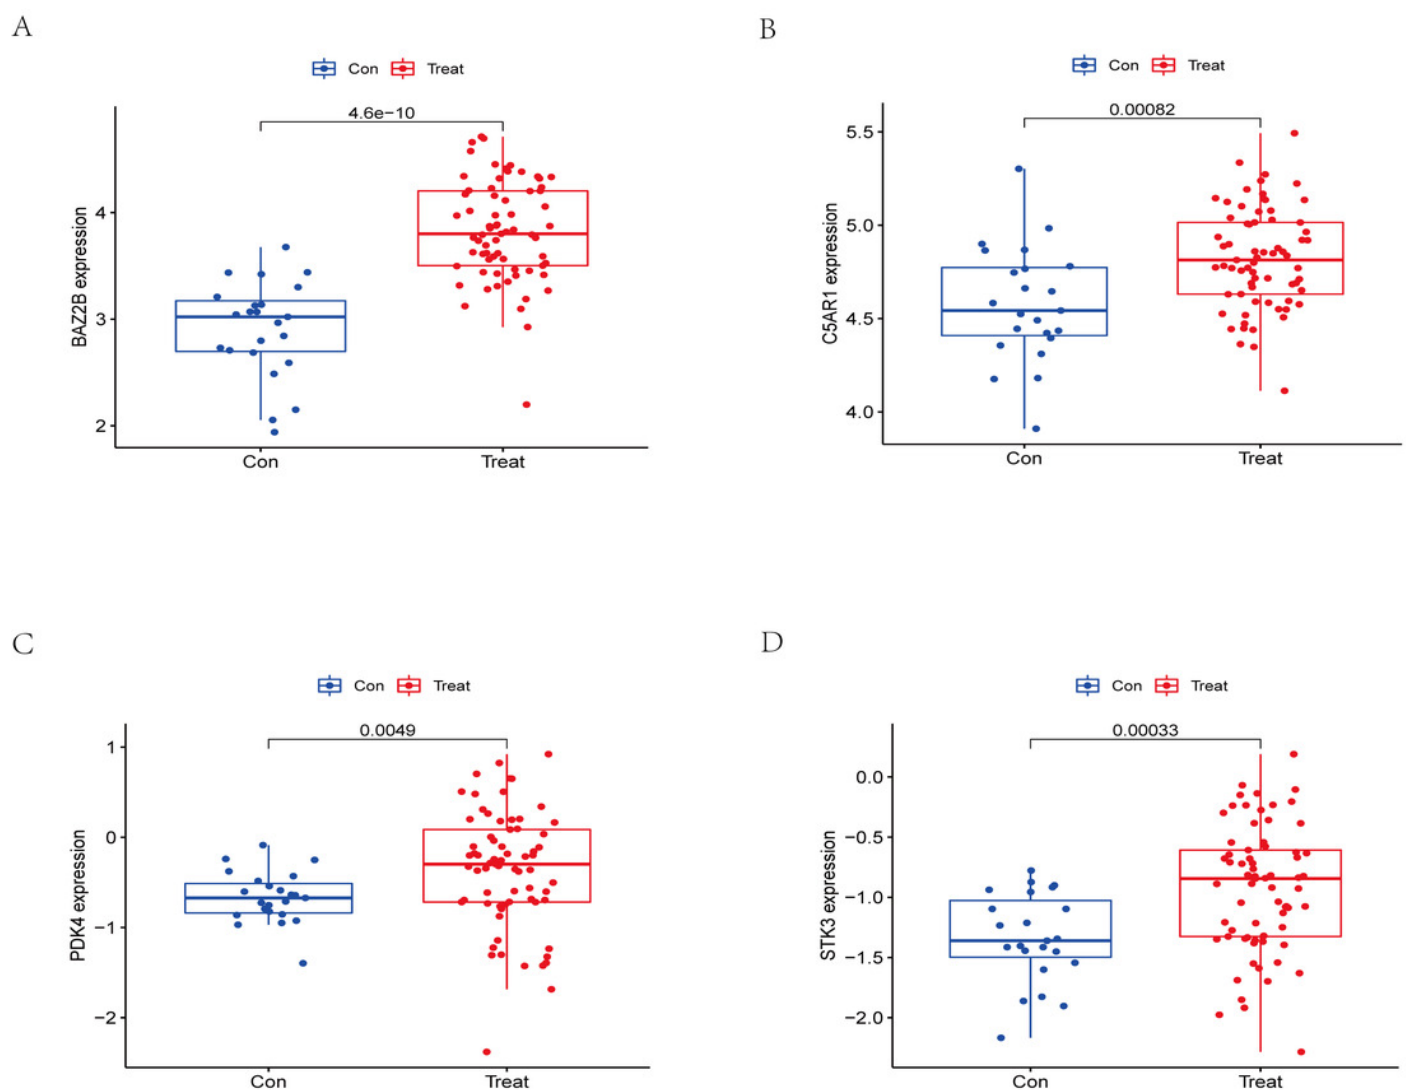 A
Con Treat
4.6e−10
BAZ2B expression
4
3
2
Con Treat
B
Con Treat
0.00082
C5AR1 expression
5.5
5.0
4.5
4.0
Con Treat
C
Con Treat
0.0049
PDK4 expression
1
0
−1
−2
Con Treat
D
Con Treat
0.00033
STK3 expression
0.0
−0.5
−1.0
−1.5
−2.0
Con Treat